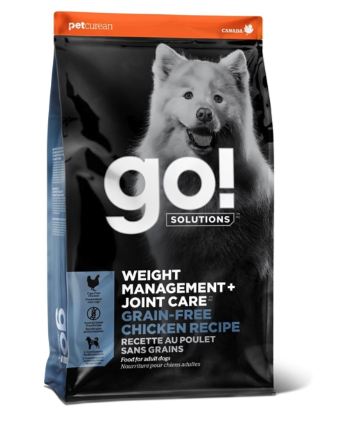 petcurean
CANADA
go!
SOLUTIONS
WEIGHT
MANAGEMENT +
JOINT CARE
GRAIN-FREE
CHICKEN RECIPE
RECETTE AU POULET
SANS GRAINS
Food for adult dogs
Nourriture pour chiens adultes